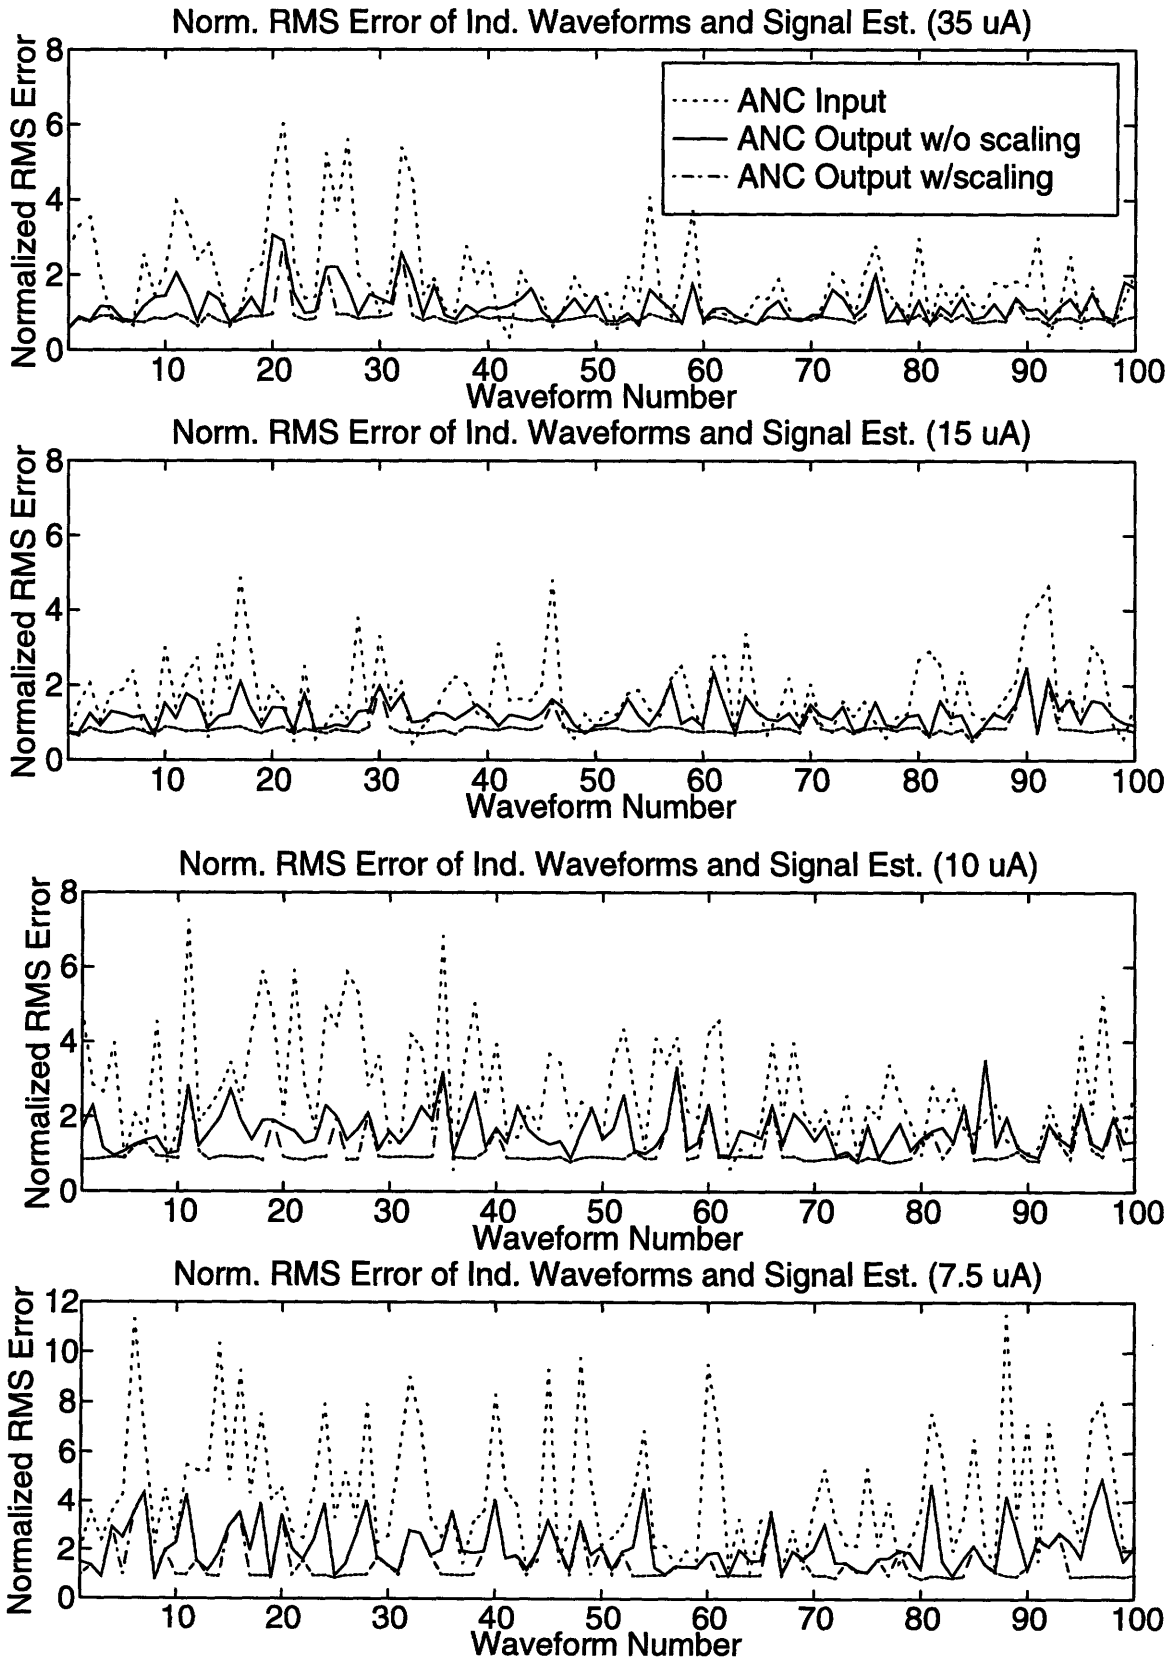 Norm. RMS Error of Ind. Waveforms and Signal Est. (35 uA)
Normalized RMS Error
8
6
4
2
0
ANC Input
ANC Output w/o scaling
ANC Output w/scaling
10 20 30 40 50 60 70 80 90 100
Waveform Number
Norm. RMS Error of Ind. Waveforms and Signal Est. (15 uA)
Normalized RMS Error
8
6
4
2
0
10 20 30 40 50 60 70 80 90 100
Waveform Number
Norm. RMS Error of Ind. Waveforms and Signal Est. (10 uA)
Normalized RMS Error
8
6
4
2
0
10 20 30 40 50 60 70 80 90 100
Waveform Number
Norm. RMS Error of Ind. Waveforms and Signal Est. (7.5 uA)
Normalized RMS Error
12
10
8
6
4
2
0
10 20 30 40 50 60 70 80 90 100
Waveform Number